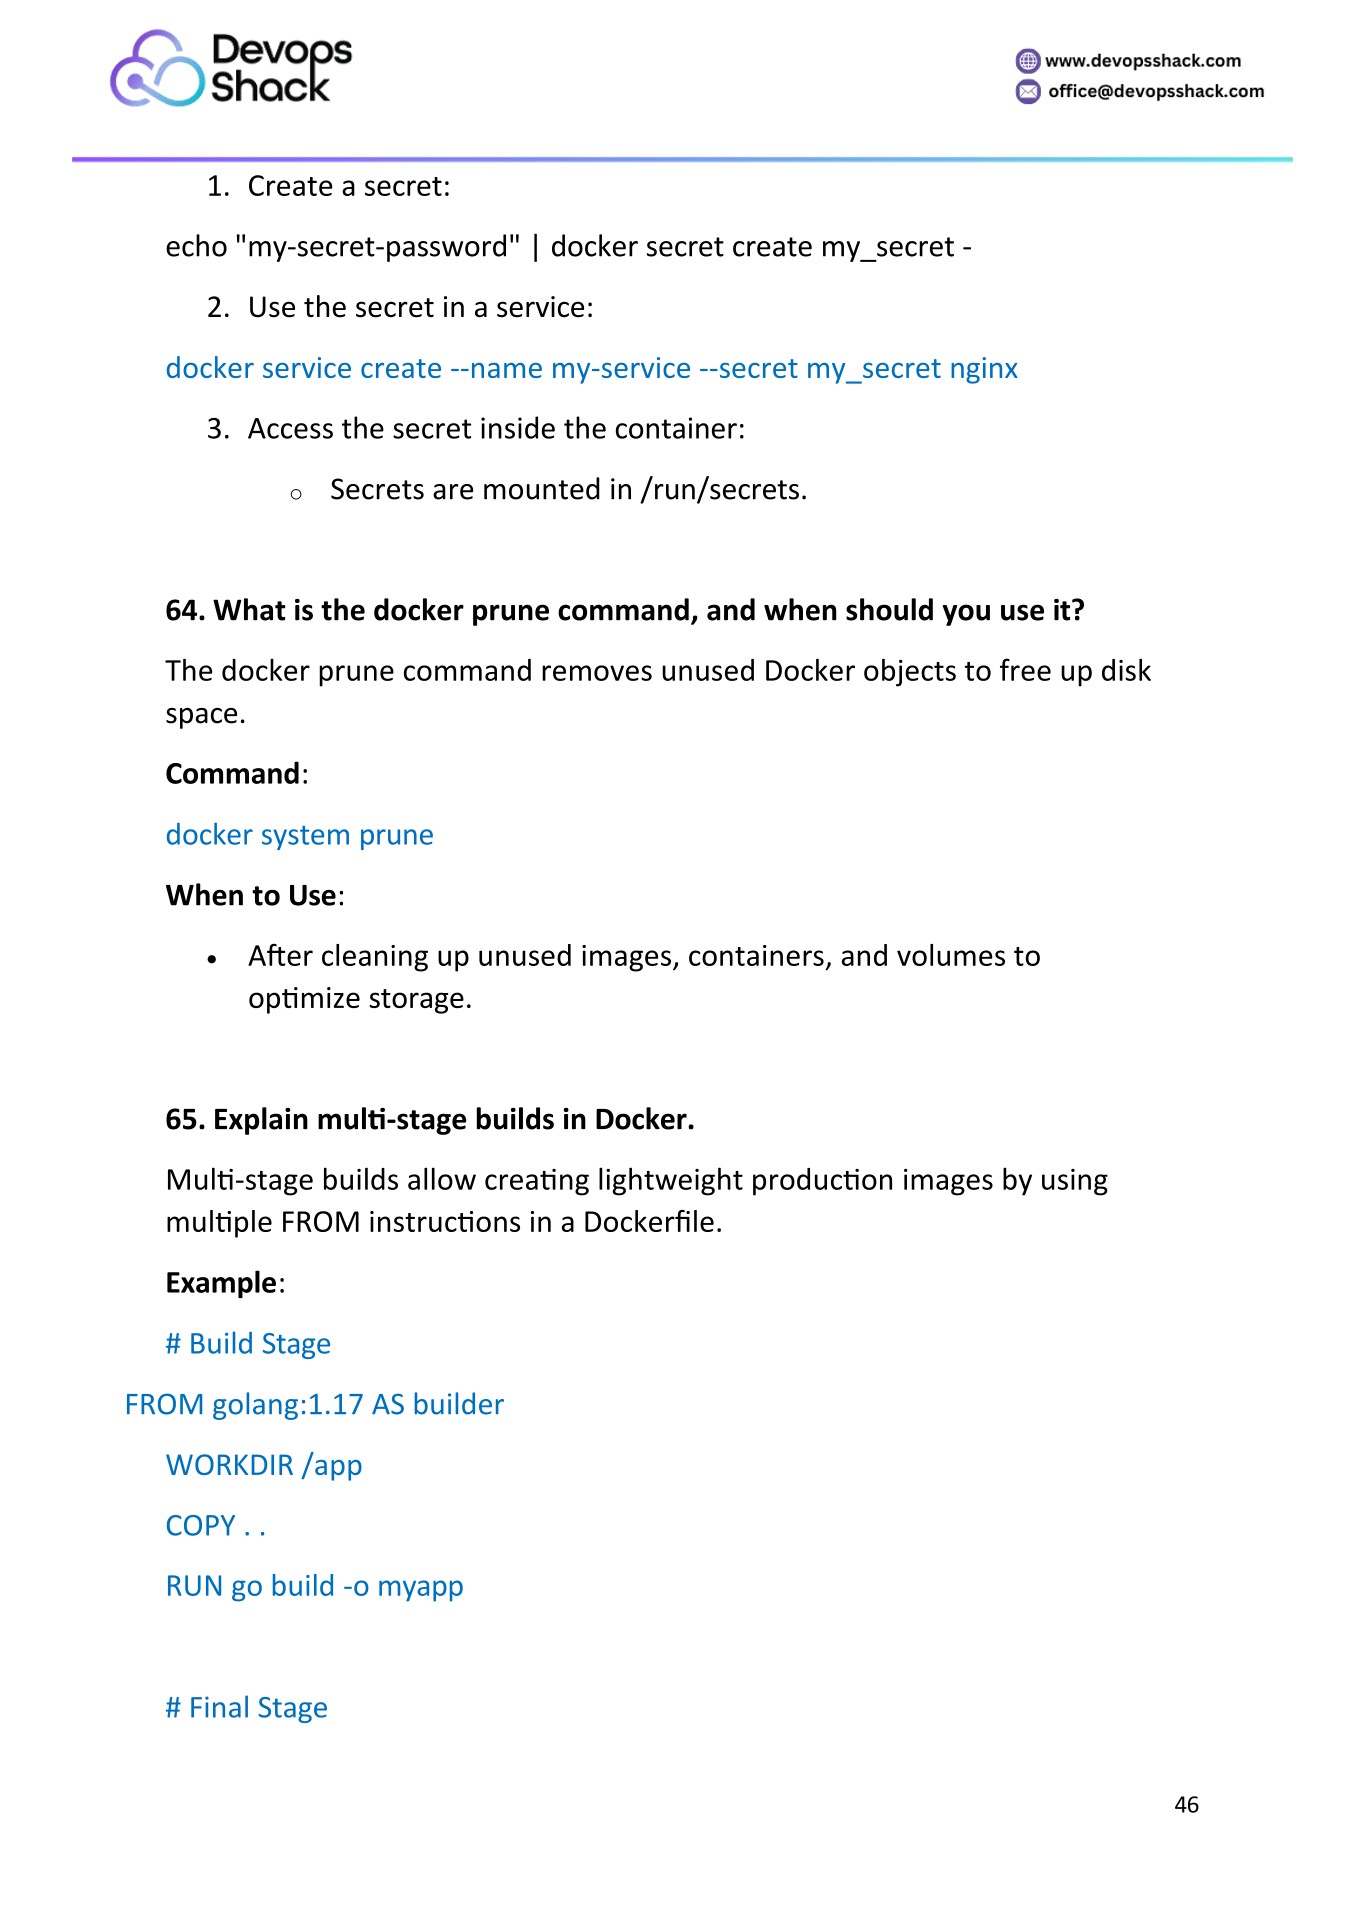 Devops
Shack
www.devopsshack.com
office@devopsshack.com
1. Create a secret:
echo "my-secret-password" | docker secret create my_secret -
2. Use the secret in a service:
docker service create --name my-service --secret my_secret nginx
3. Access the secret inside the container:
o Secrets are mounted in /run/secrets.
64. What is the docker prune command, and when should you use it?
The docker prune command removes unused Docker objects to free up disk
space.
Command:
docker system prune
When to Use:
• After cleaning up unused images, containers, and volumes to
optimize storage.
65. Explain multi-stage builds in Docker.
Multi-stage builds allow creating lightweight production images by using
multiple FROM instructions in a Dockerfile.
Example:
# Build Stage
FROM golang:1.17 AS builder
WORKDIR /app
COPY . .
RUN go build -o myapp
# Final Stage
46